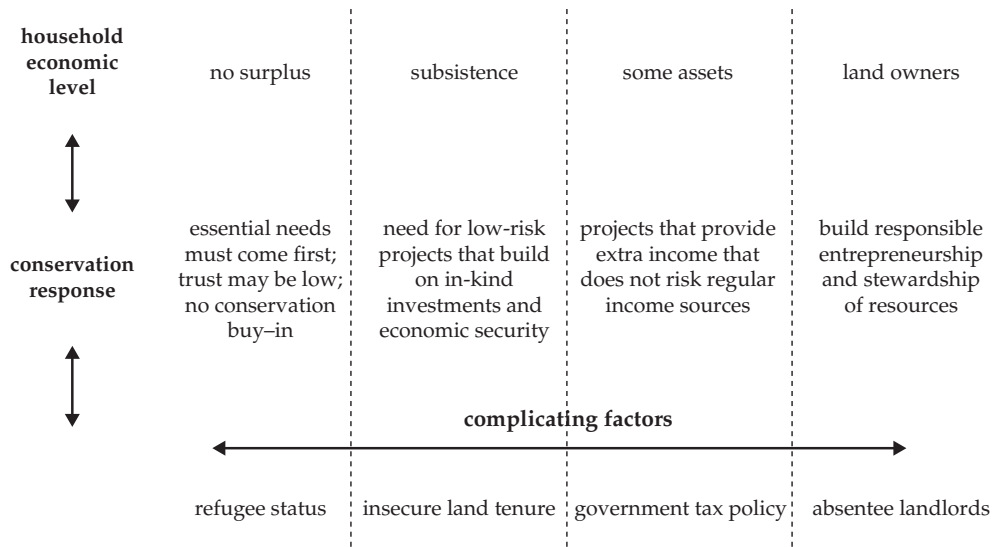 household
economic
level
no surplus
subsistence
some assets
land owners
conservation
response
essential needs
must come first;
trust may be low;
no conservation
buy–in
need for low-risk
projects that build
on in-kind
investments and
economic security
projects that provide
extra income that
does not risk regular
income sources
build responsible
entrepreneurship
and stewardship
of resources
complicating factors
refugee status
insecure land tenure
government tax policy
absentee landlords